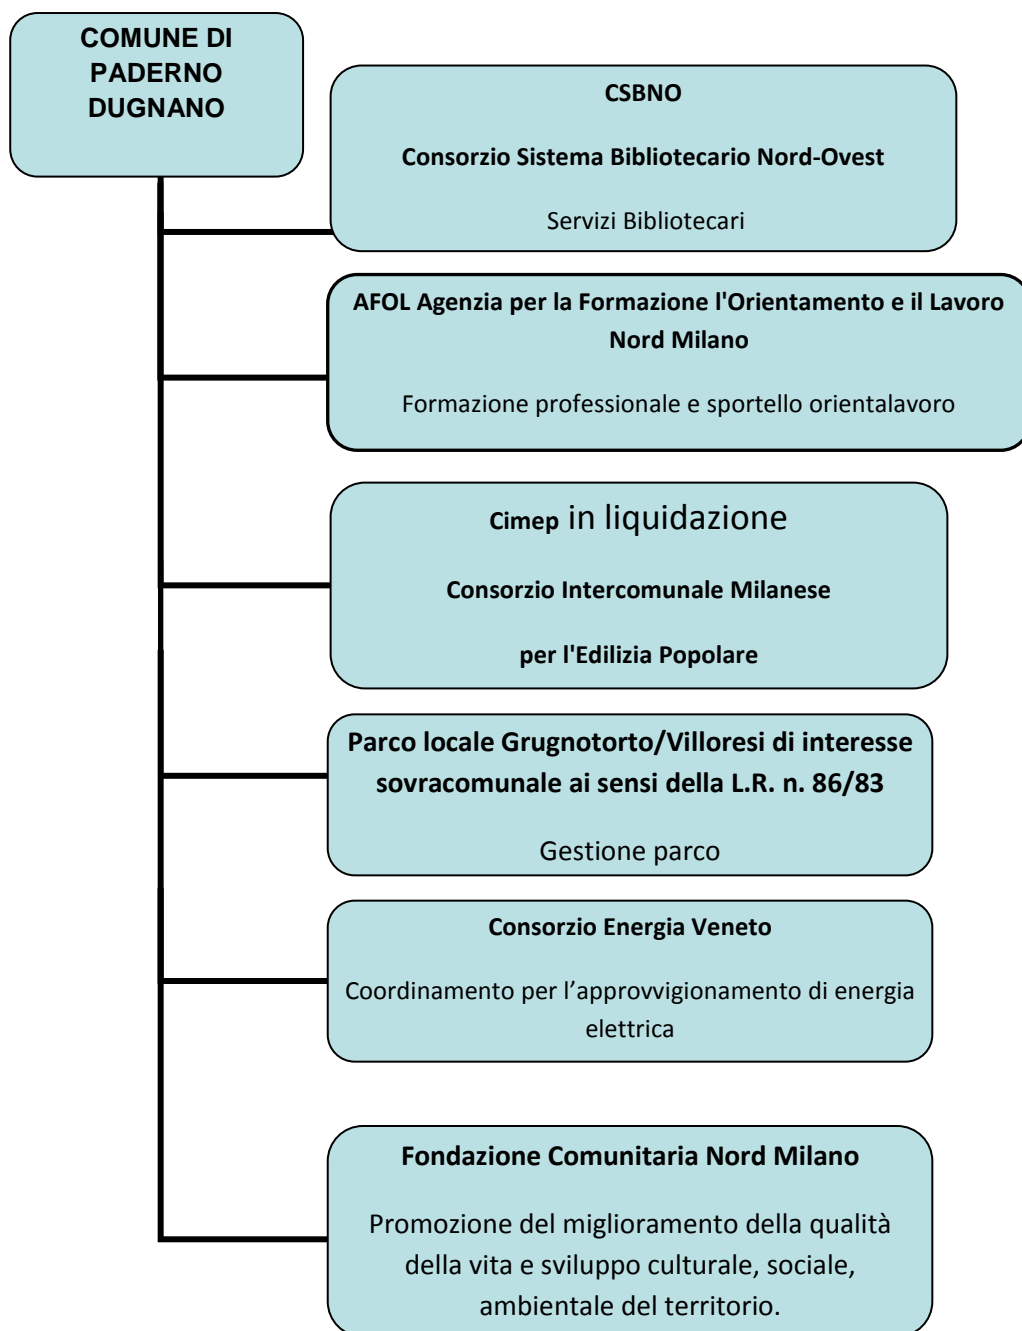 COMUNE DI
PADERNO
DUGNANO
CSBNO
Consorzio Sistema Bibliotecario Nord-Ovest
Servizi Bibliotecari
AFOL Agenzia per la Formazione l'Orientamento e il Lavoro
Nord Milano
Formazione professionale e sportello orientalavoro
Cimep in liquidazione
Consorzio Intercomunale Milanese
per l'Edilizia Popolare
Parco locale Grugnotorto/Villoresi di interesse
sovracomunale ai sensi della L.R. n. 86/83
Gestione parco
Consorzio Energia Veneto
Coordinamento per l’approvvigionamento di energia
elettrica
Fondazione Comunitaria Nord Milano
Promozione del miglioramento della qualità
della vita e sviluppo culturale, sociale,
ambientale del territorio.